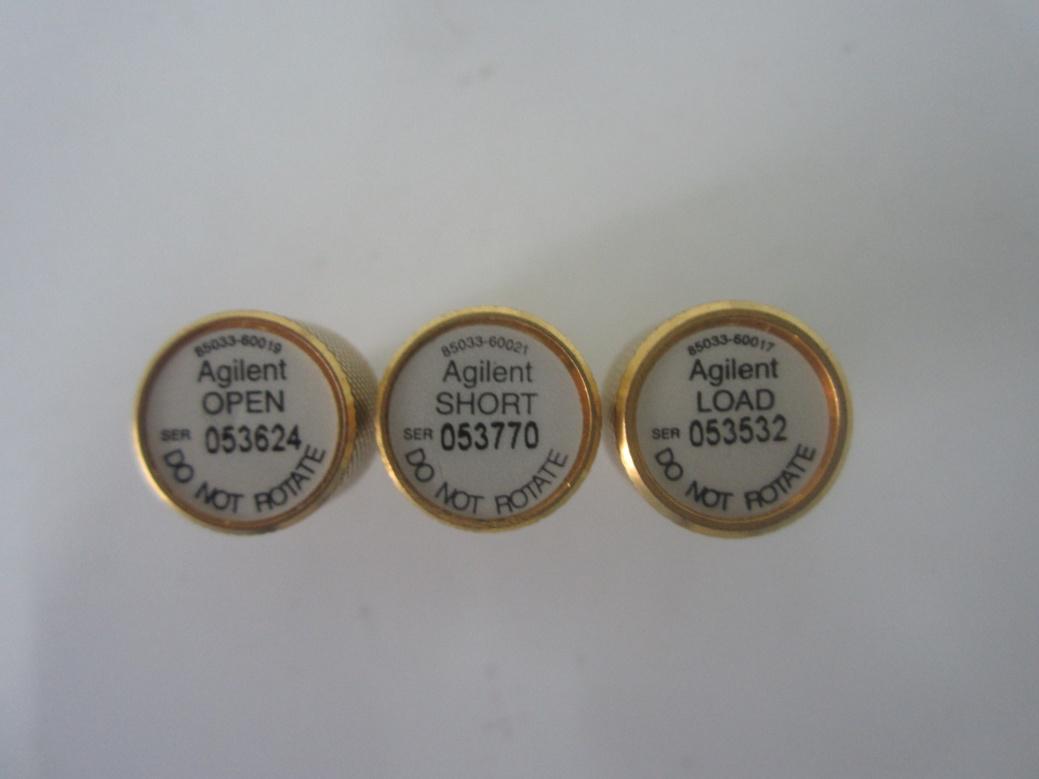 85033-60019
Agilent
OPEN
SER 053624
DO NOT ROTATE
85033-60021
Agilent
SHORT
SER 053770
DO NOT ROTATE
85033-60017
Agilent
LOAD
SER 053532
DO NOT ROTATE